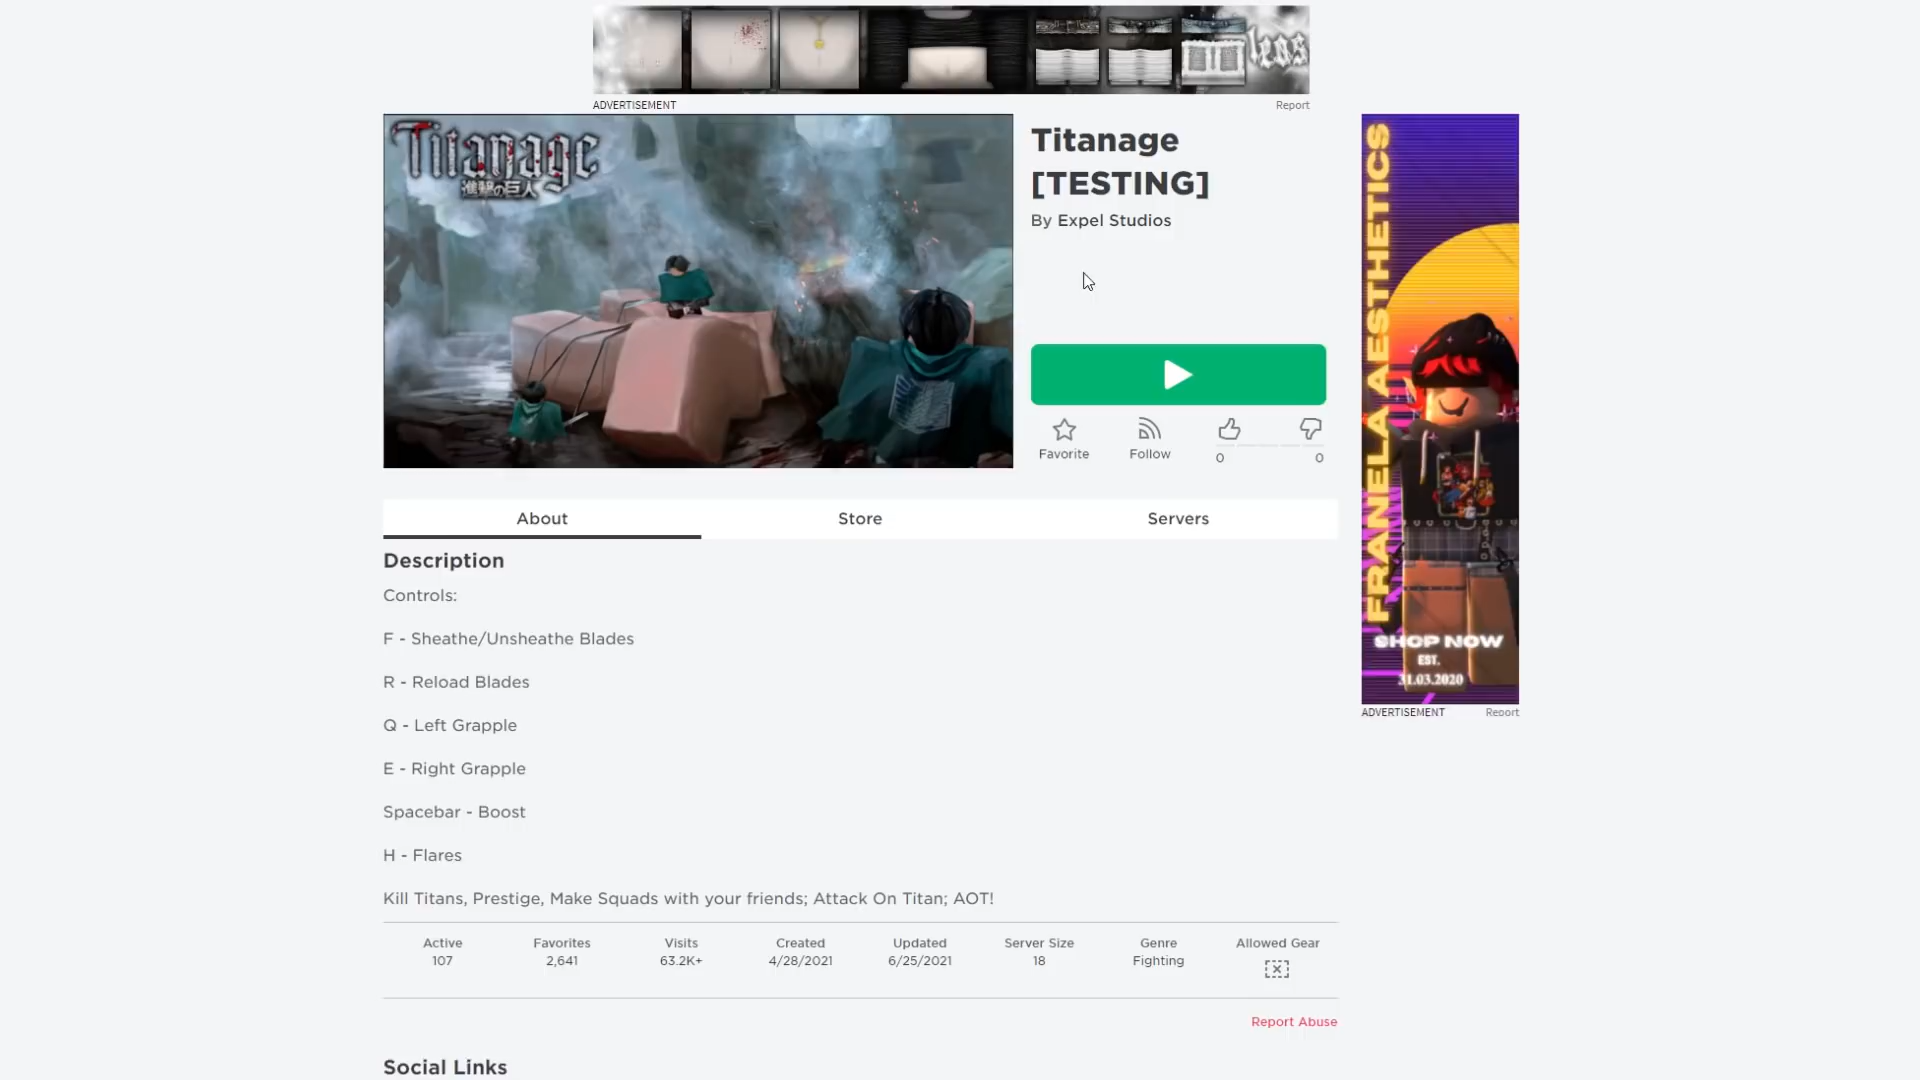 ADVERTISEMENT
Report
Titanage
進撃の巨人
Titanage
[TESTING]
By Expel Studios
Favorite
Follow
0
0
About
Store
Servers
Description
Controls:
F - Sheathe/Unsheathe Blades
R - Reload Blades
Q - Left Grapple
E - Right Grapple
Spacebar - Boost
H - Flares
Kill Titans, Prestige, Make Squads with your friends; Attack On Titan; AOT!
Active
Favorites
Visits
Created
Updated
Server Size
Genre
Allowed Gear
107
2,641
63.2K+
4/28/2021
6/25/2021
18
Fighting
Report Abuse
Social Links
FRANELA AESTHETICS
SHOP NOW
EST.
31.03.2020
ADVERTISEMENT
Report